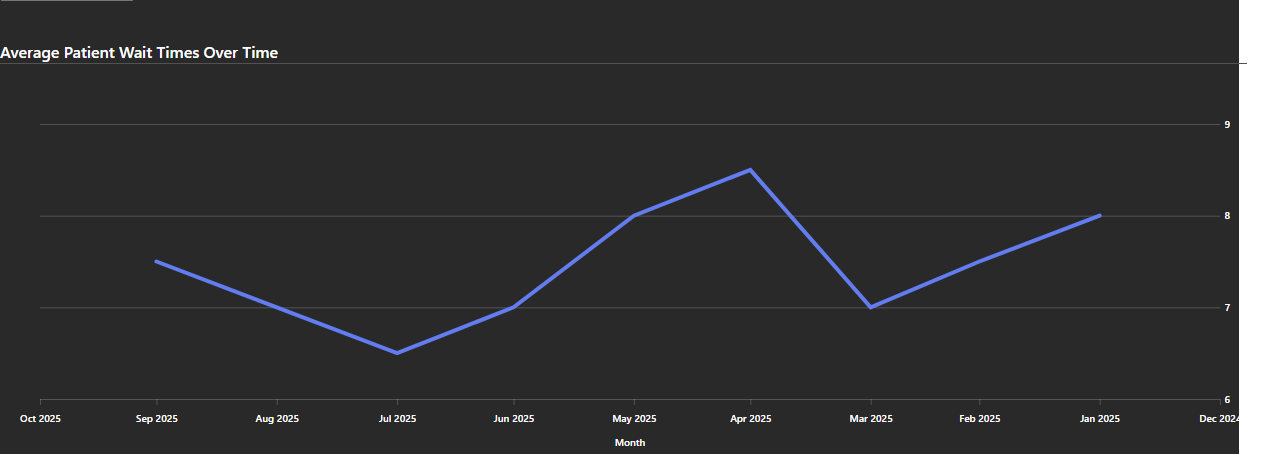 Average Patient Wait Times Over Time
9
8
7
6
Oct 2025 Sep 2025 Aug 2025 Jul 2025 Jun 2025 May 2025 Apr 2025 Mar 2025 Feb 2025 Jan 2025 Dec 2024
Month